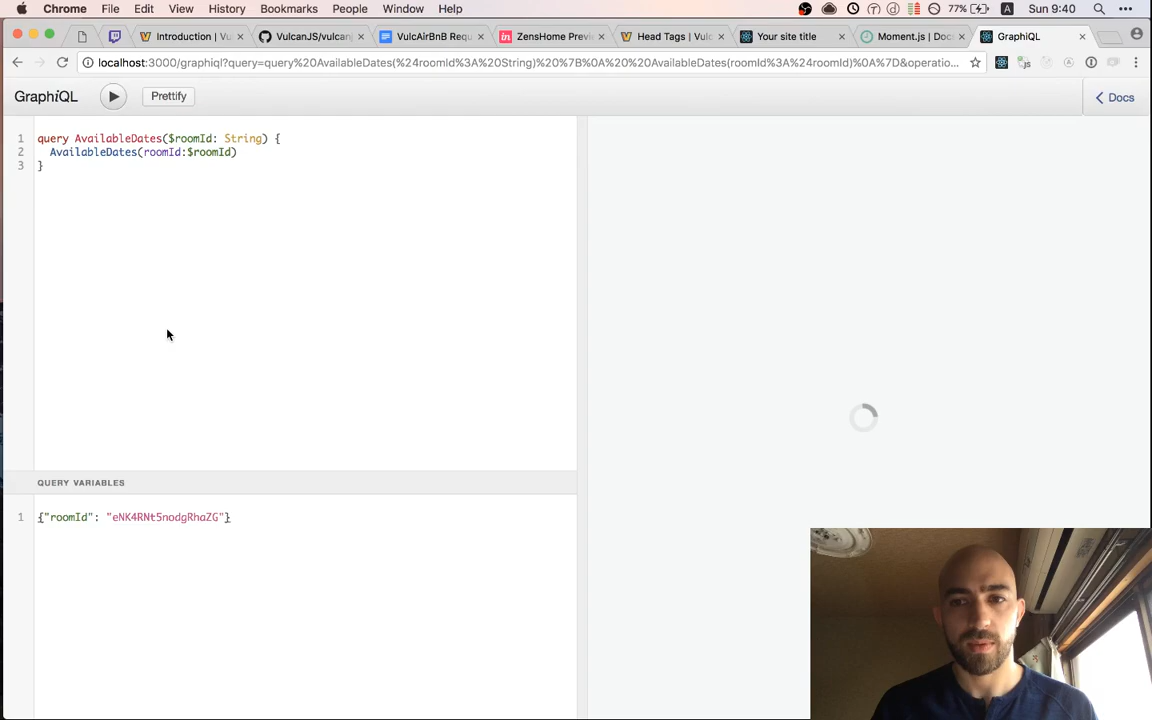 Chrome File Edit View History Bookmarks People Window Help 77% A Sun 9:40
Introduction | Vu VulcanJS/vulcan VulcAirBnB Requ ZensHome Previ Head Tags | Vulc Your site title Moment.js | Docs GraphiQL
localhost:3000/graphiql?query=query%20AvailableDates(%24roomId%3A%20String)%20%7B%0A%20%20AvailableDates(roomId%3A%24roomId)%0A%7D&operatio...
GraphiQL Prettify Docs
1 query AvailableDates($roomId: String) {
2 AvailableDates(roomId:$roomId)
3 }
QUERY VARIABLES
1 {"roomId": "eNK4RNt5nodgRhaZG"}